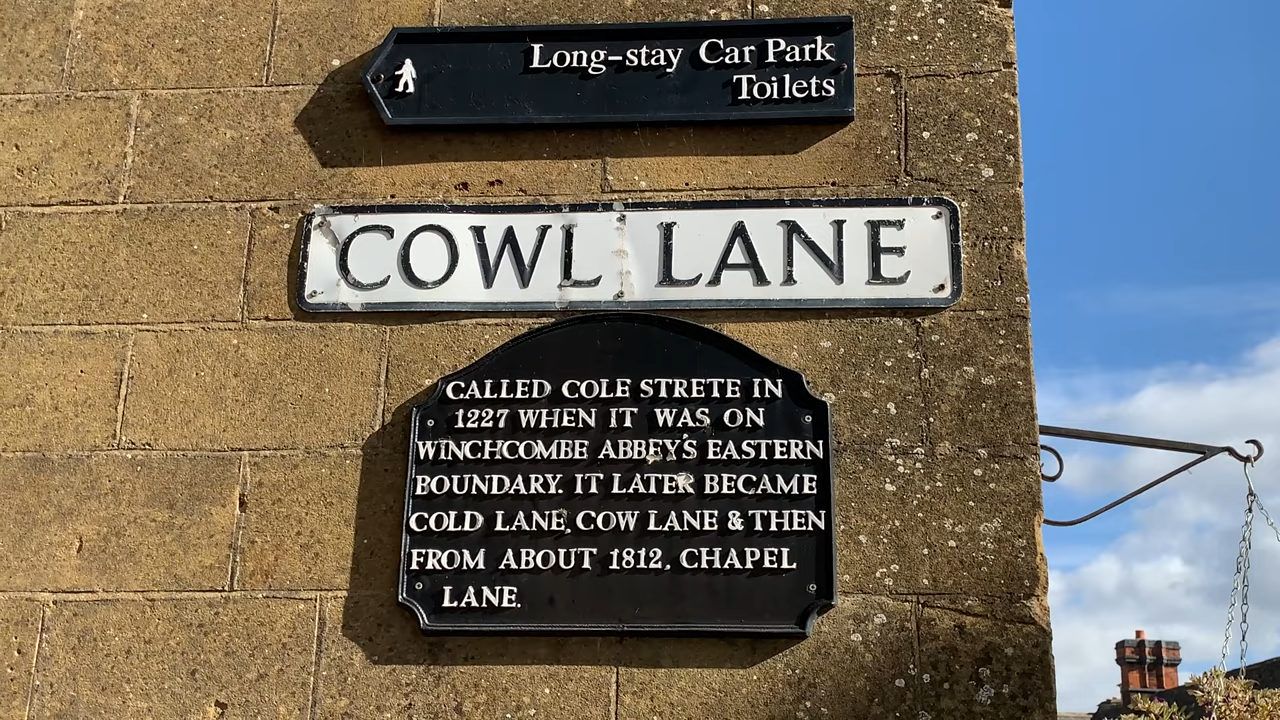 Long-stay Car Park
Toilets
COWL LANE
CALLED COLE STRETE IN
1227 WHEN IT WAS ON
WINCHCOMBE ABBEY'S EASTERN
BOUNDARY. IT LATER BECAME
COLD LANE, COW LANE & THEN
FROM ABOUT 1812, CHAPEL
LANE.